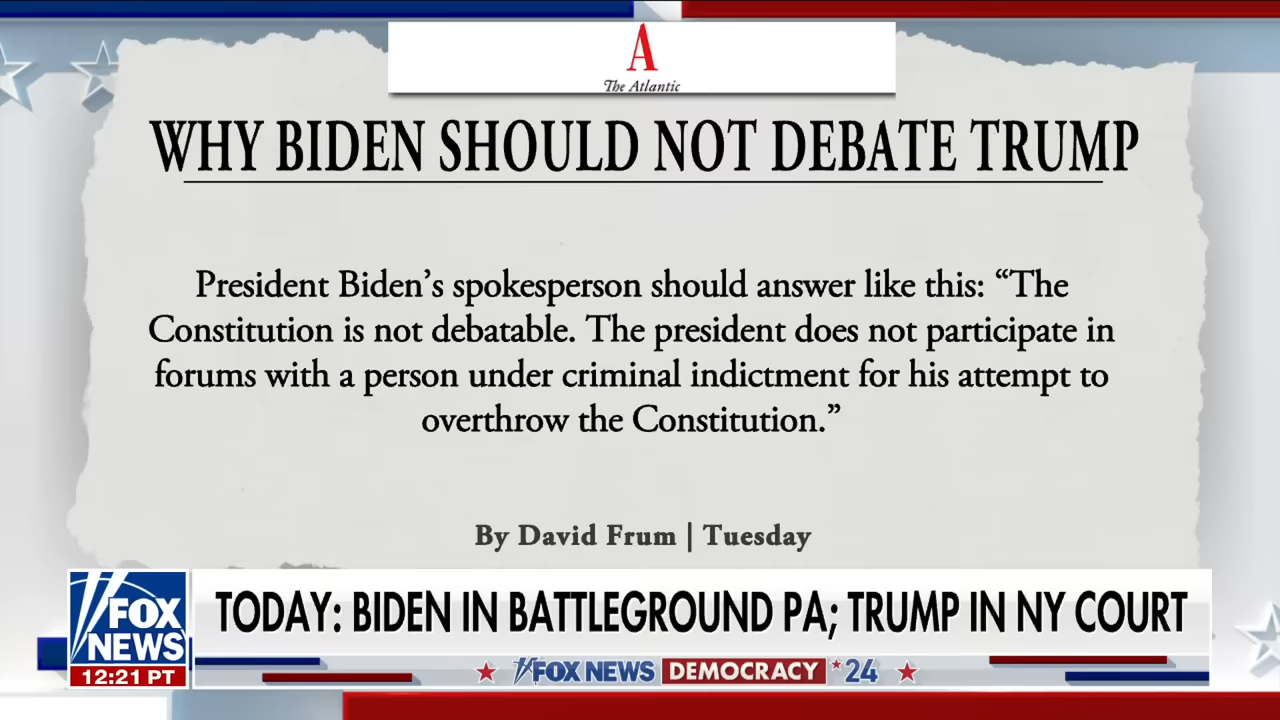 A
The Atlantic
WHY BIDEN SHOULD NOT DEBATE TRUMP
President Biden’s spokesperson should answer like this: “The
Constitution is not debatable. The president does not participate in
forums with a person under criminal indictment for his attempt to
overthrow the Constitution.”
By David Frum | Tuesday
FOX
NEWS
12:21 PT
TODAY: BIDEN IN BATTLEGROUND PA; TRUMP IN NY COURT
FOX NEWS DEMOCRACY '24